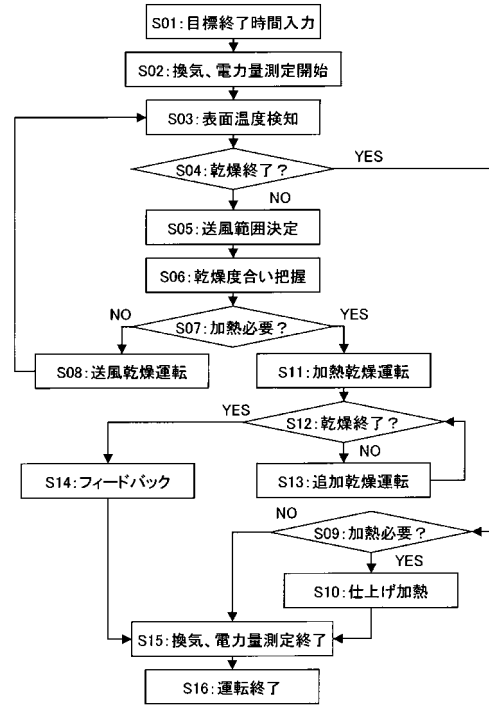 S01:目標終了時間入力
S02:換気、電力量測定開始
S03:表面温度検知
S04:乾燥終了?
YES
NO
S05:送風範囲決定
S06:乾燥度合い把握
S07:加熱必要?
NO
YES
S08:送風乾燥運転
S11:加熱乾燥運転
S12:乾燥終了?
YES
NO
S14:フィードバック
S13:追加乾燥運転
S09:加熱必要?
NO
YES
S10:仕上げ加熱
S15:換気、電力量測定終了
S16:運転終了